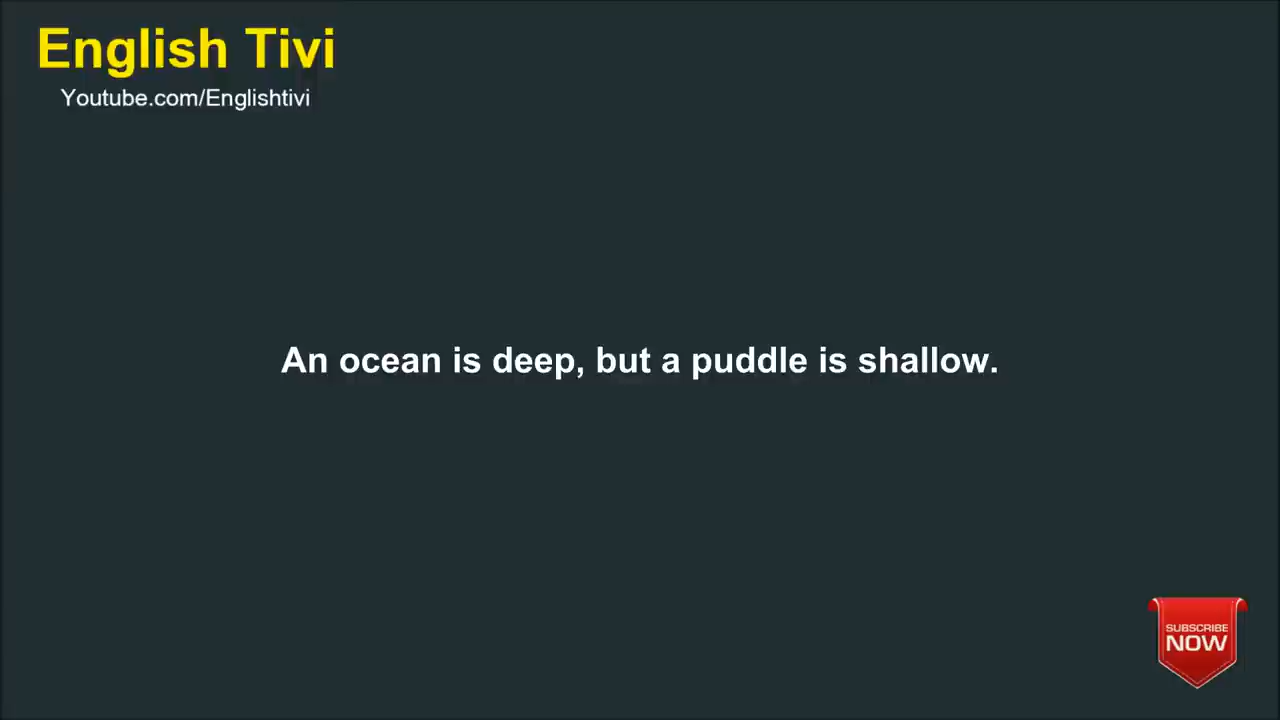 English Tivi
Youtube.com/Englishtivi
An ocean is deep, but a puddle is shallow.
SUBSCRIBE
NOW